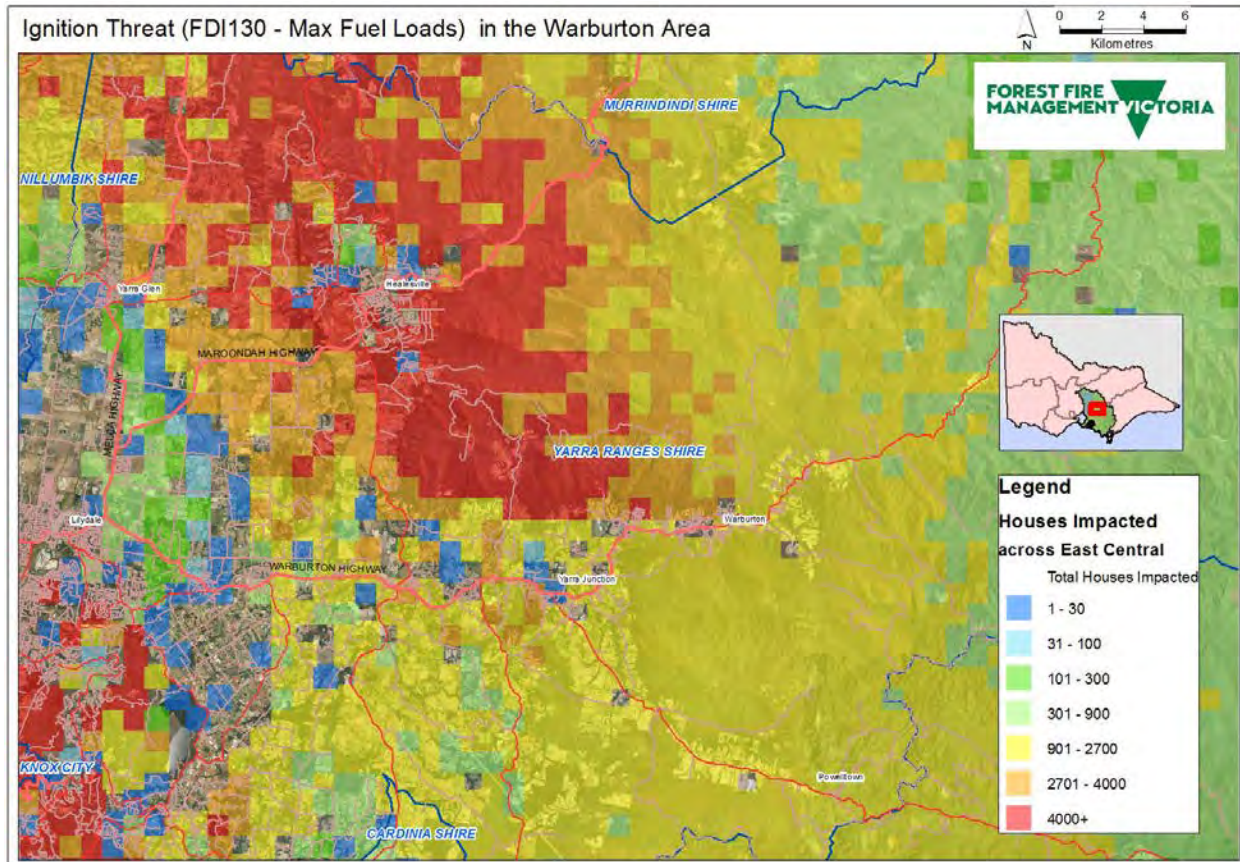 Ignition Threat (FDI130 - Max Fuel Loads) in the Warburton Area
N
0 2 4 6
Kilometres
FOREST FIRE
MANAGEMENT VICTORIA
MURRINDINDI SHIRE
NILLUMBIK SHIRE
Yarra Glen
Healesville
MAROONDAH HIGHWAY
MELBA HIGHWAY
YARRA RANGES SHIRE
Lilydale
Warburton
WARBURTON HIGHWAY
Yarra Junction
KNOX CITY
Powelltown
CARDINIA SHIRE
Legend
Houses Impacted
across East Central
Total Houses Impacted
1 - 30
31 - 100
101 - 300
301 - 900
901 - 2700
2701 - 4000
4000+